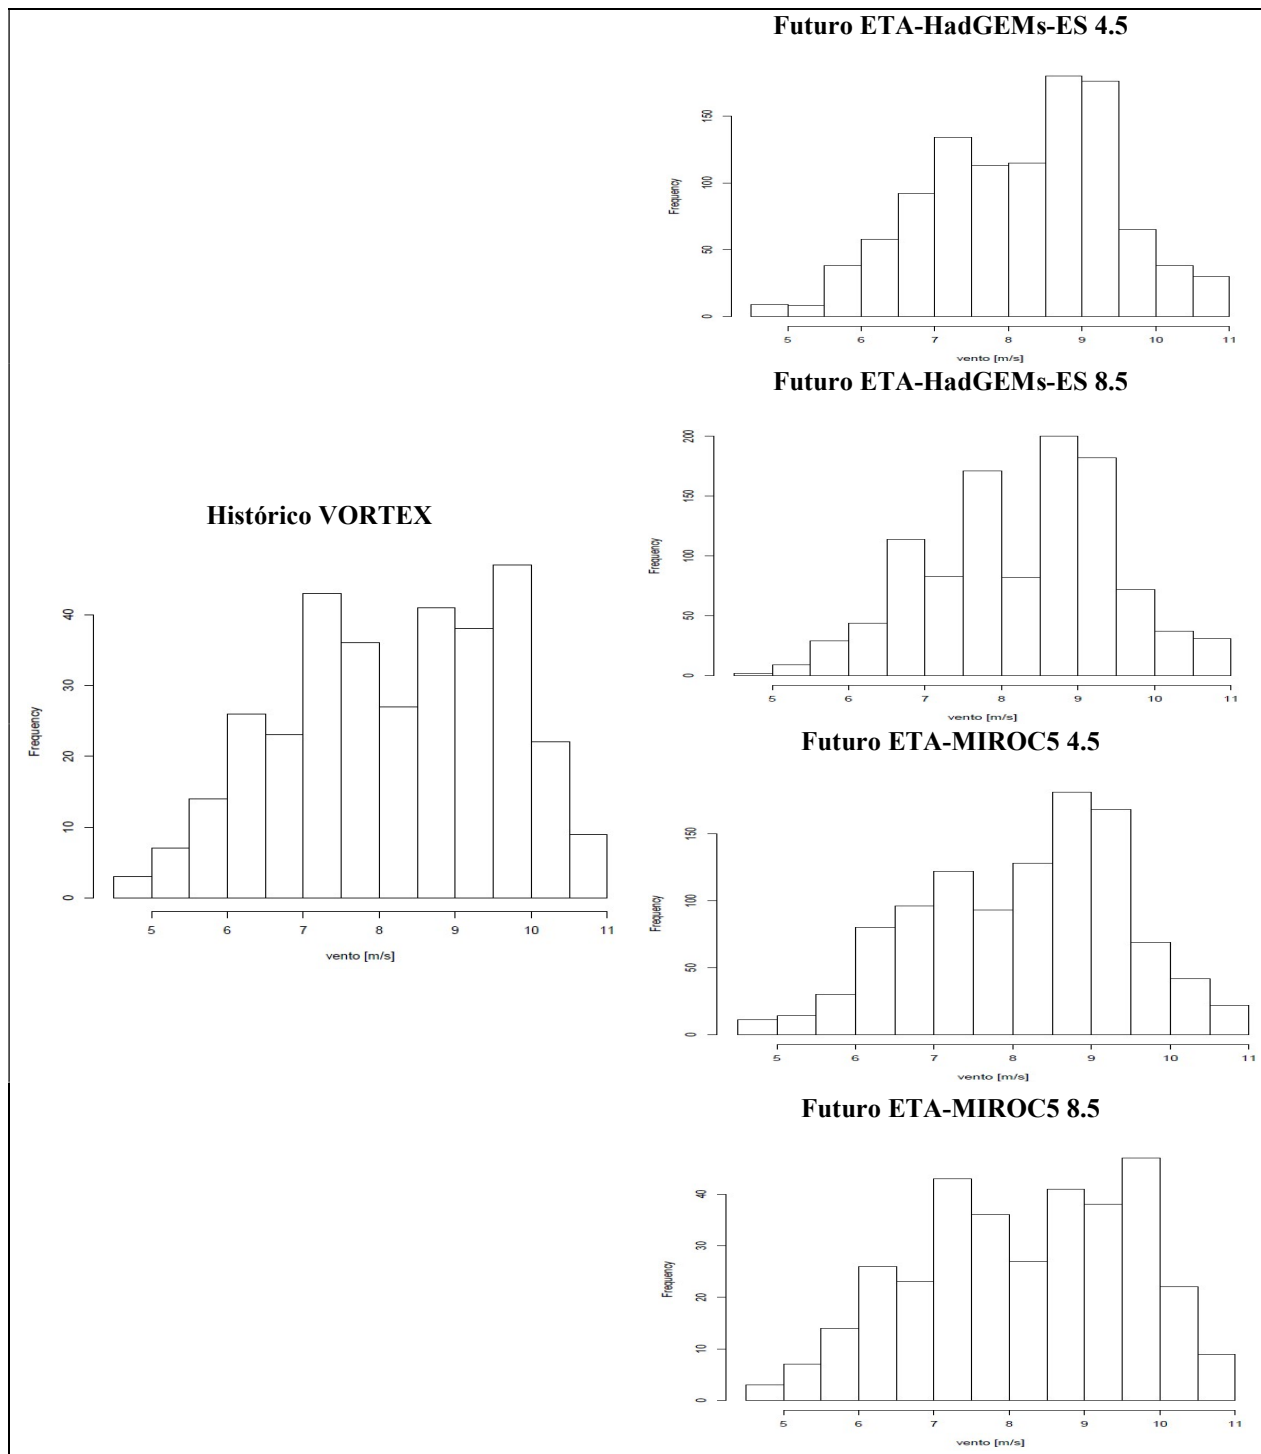 Histórico VORTEX
Frequency
0 10 20 30 40
5 6 7 8 9 10 11
vento [m/s]
Futuro ETA-HadGEMs-ES 4.5
Frequency
0 50 100 150
5 6 7 8 9 10 11
vento [m/s]
Futuro ETA-HadGEMs-ES 8.5
Frequency
0 50 100 150 200
5 6 7 8 9 10 11
vento [m/s]
Futuro ETA-MIROC5 4.5
Frequency
0 50 100 150
5 6 7 8 9 10 11
vento [m/s]
Futuro ETA-MIROC5 8.5
Frequency
0 10 20 30 40
5 6 7 8 9 10 11
vento [m/s]